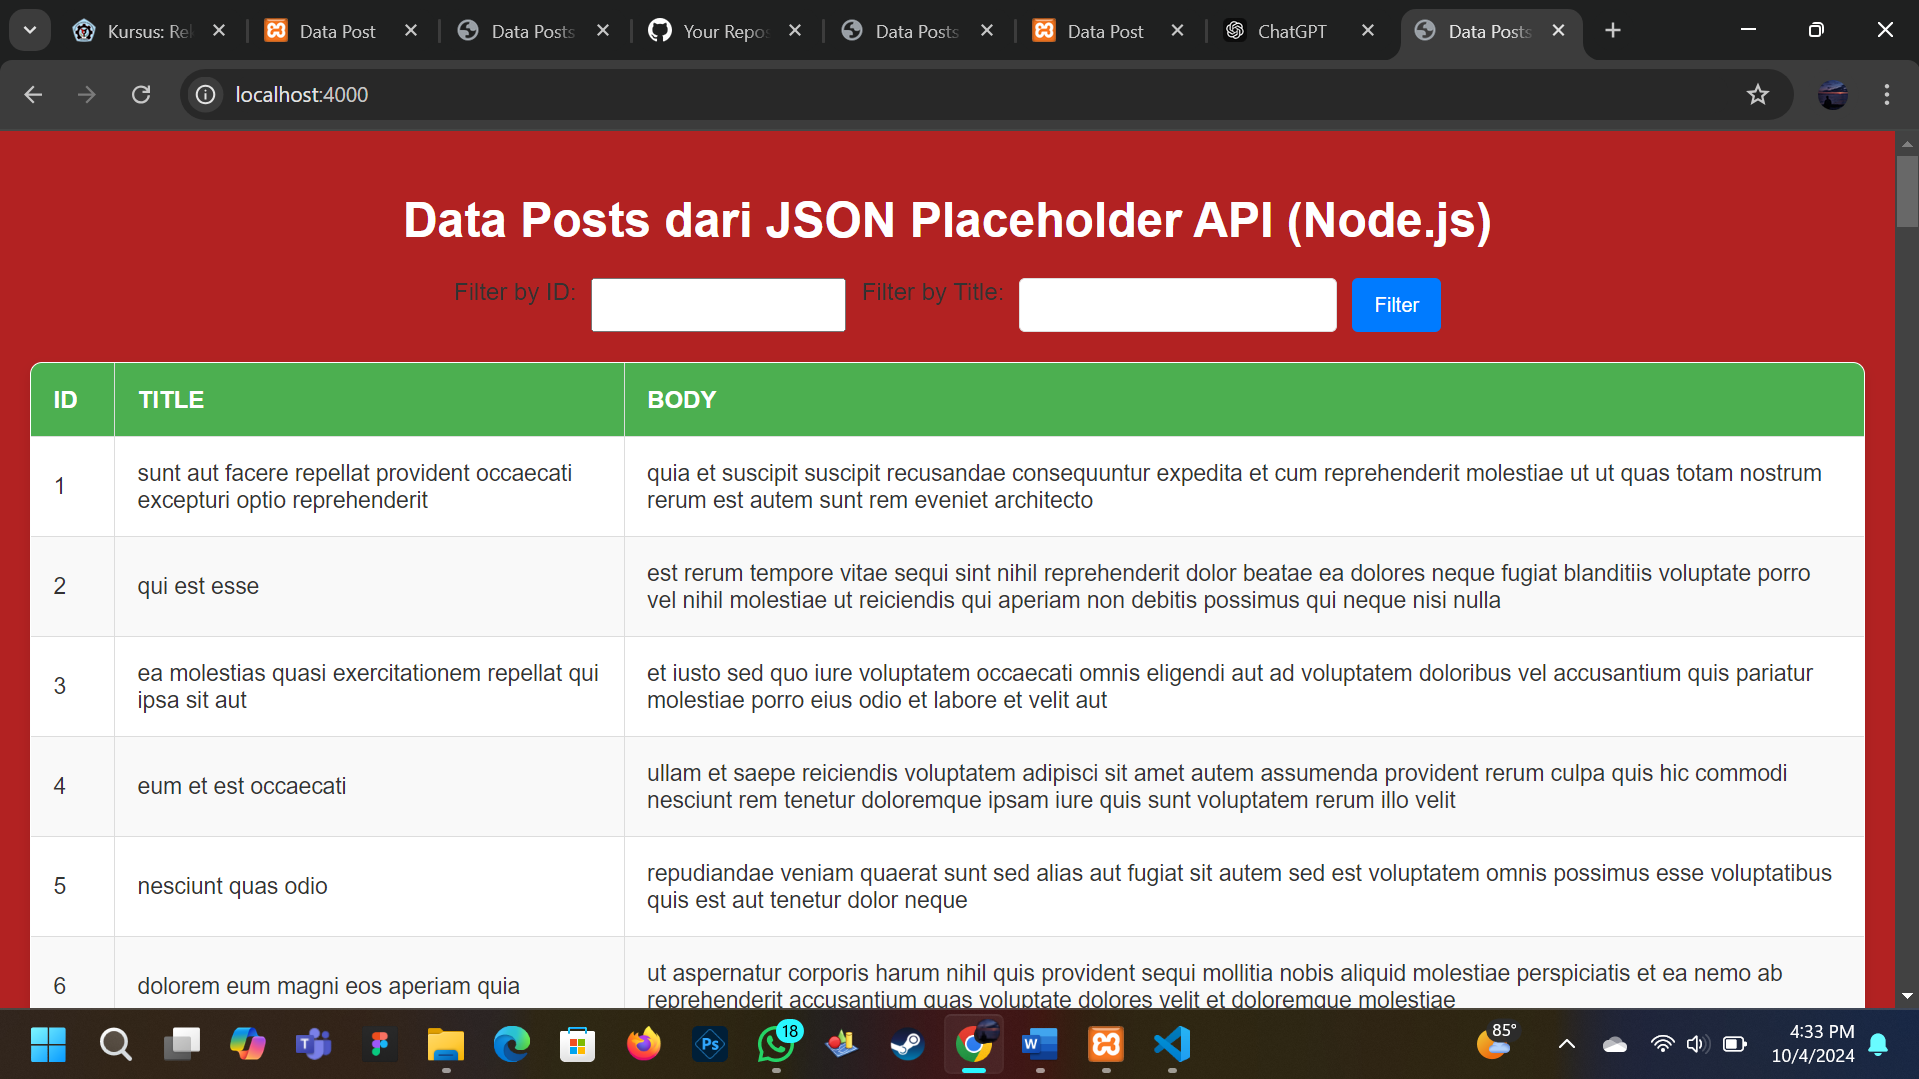 Kursus: Rek
Data Post
Data Posts
Your Repos
Data Posts
Data Post
ChatGPT
Data Posts
localhost:4000
Data Posts dari JSON Placeholder API (Node.js)
Filter by ID:
Filter by Title:
Filter
ID TITLE BODY
1
sunt aut facere repellat provident occaecati
excepturi optio reprehenderit
quia et suscipit suscipit recusandae consequuntur expedita et cum reprehenderit molestiae ut ut quas totam nostrum
rerum est autem sunt rem eveniet architecto
2
qui est esse
est rerum tempore vitae sequi sint nihil reprehenderit dolor beatae ea dolores neque fugiat blanditiis voluptate porro
vel nihil molestiae ut reiciendis qui aperiam non debitis possimus qui neque nisi nulla
3
ea molestias quasi exercitationem repellat qui
ipsa sit aut
et iusto sed quo iure voluptatem occaecati omnis eligendi aut ad voluptatem doloribus vel accusantium quis pariatur
molestiae porro eius odio et labore et velit aut
4
eum et est occaecati
ullam et saepe reiciendis voluptatem adipisci sit amet autem assumenda provident rerum culpa quis hic commodi
nesciunt rem tenetur doloremque ipsam iure quis sunt voluptatem rerum illo velit
5
nesciunt quas odio
repudiandae veniam quaerat sunt sed alias aut fugiat sit autem sed est voluptatem omnis possimus esse voluptatibus
quis est aut tenetur dolor neque
6
dolorem eum magni eos aperiam quia
ut aspernatur corporis harum nihil quis provident sequi mollitia nobis aliquid molestiae perspiciatis et ea nemo ab
reprehenderit accusantium quas voluptate dolores velit et doloremque molestiae
T
Ps
18
W
85°
4:33 PM
10/4/2024